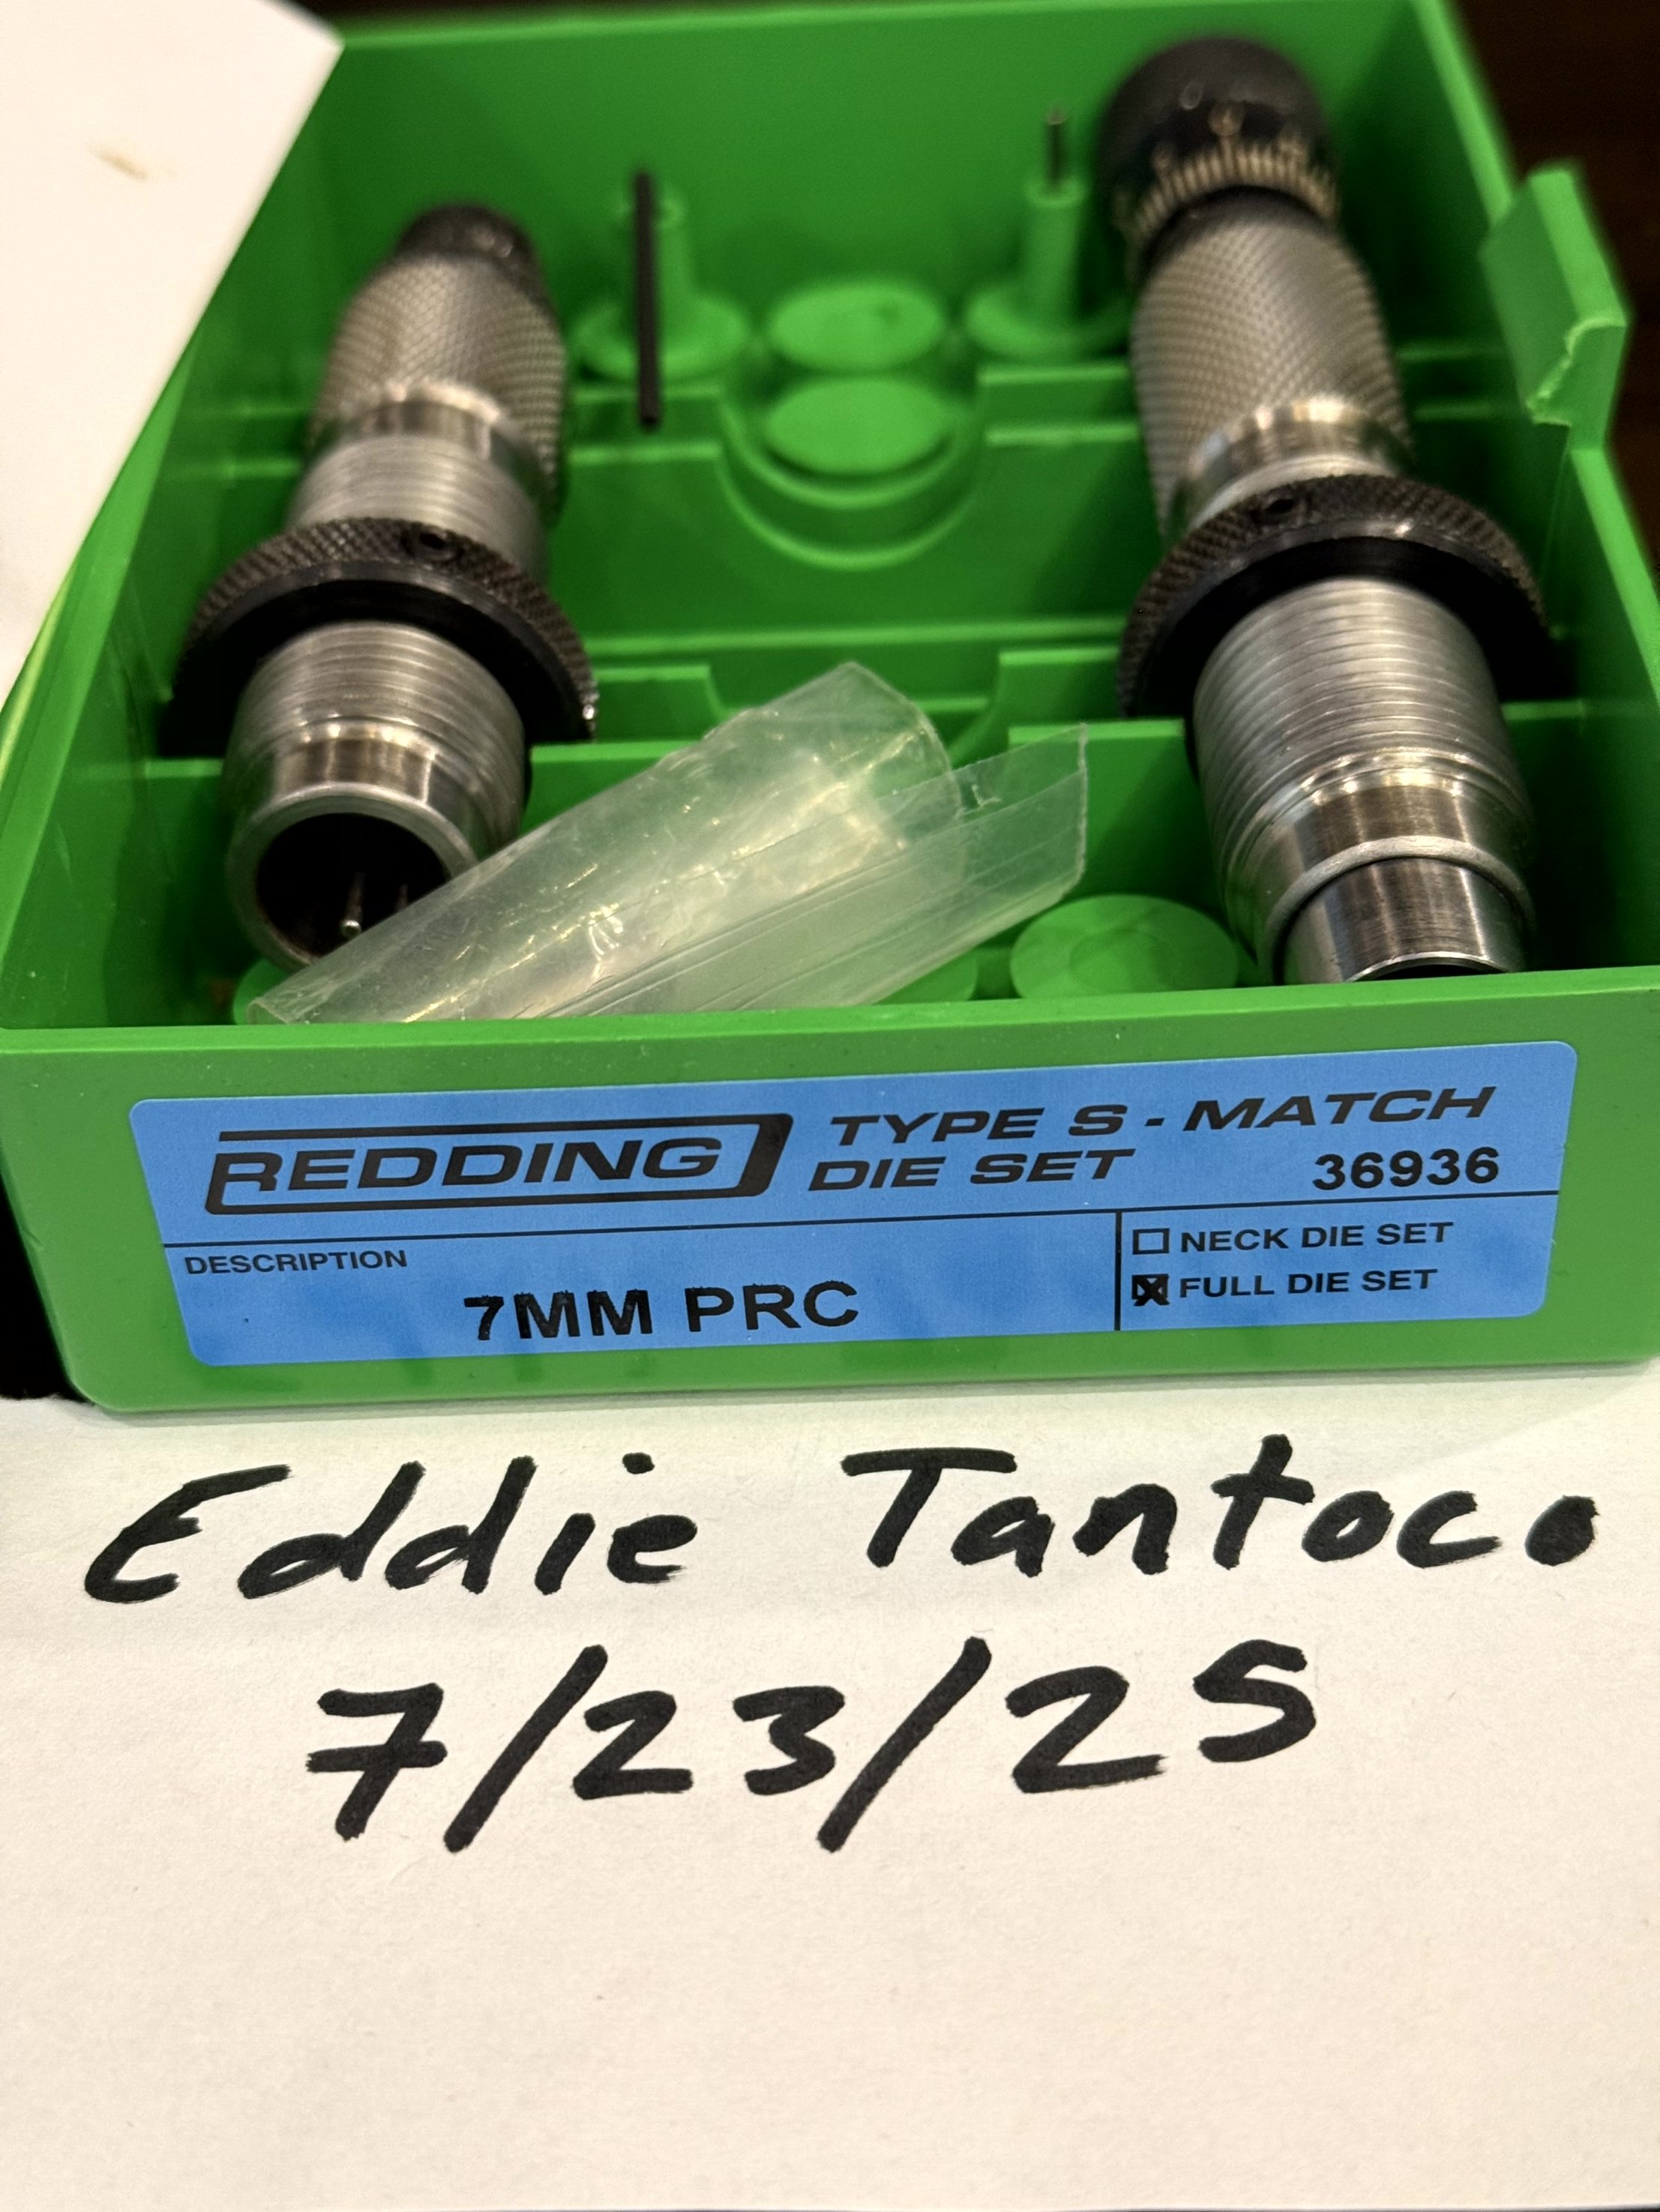 REDDING
TYPE S - MATCH
DIE SET
36936
DESCRIPTION
7MM PRC
NECK DIE SET
FULL DIE SET
Eddie Tantoco
7/23/25